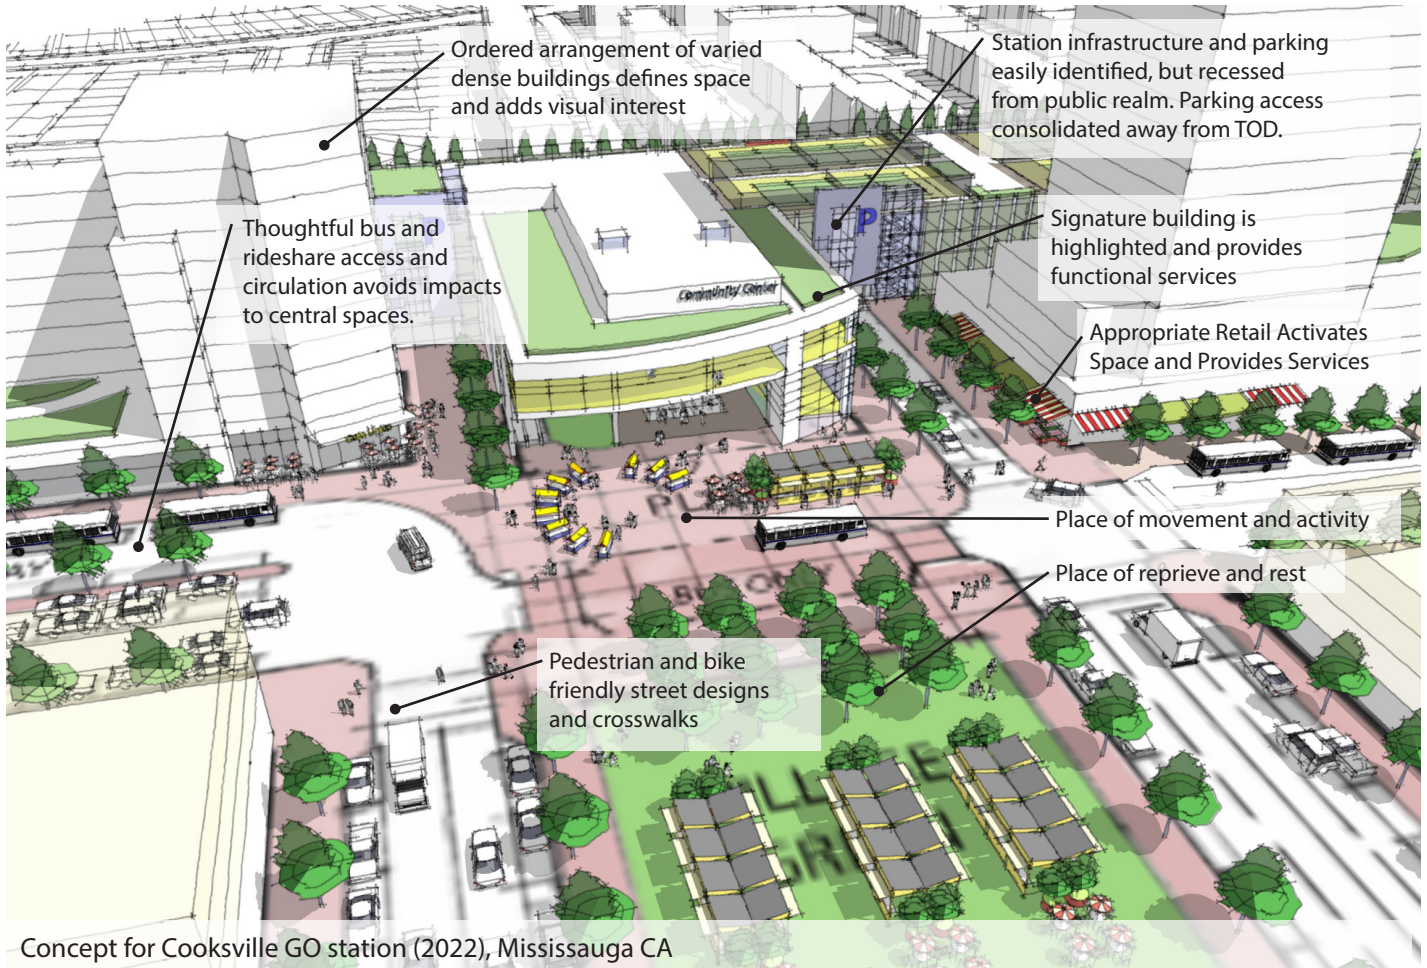 Ordered arrangement of varied
dense buildings defines space
and adds visual interest
Station infrastructure and parking
easily identified, but recessed
from public realm. Parking access
consolidated away from TOD.
Thoughtful bus and
rideshare access and
circulation avoids impacts
to central spaces.
P
P
Signature building is
highlighted and provides
functional services
Community Center
Appropriate Retail Activates
Space and Provides Services
Place of movement and activity
BUS ONLY
Place of reprieve and rest
Pedestrian and bike
friendly street designs
and crosswalks
GREEN
Concept for Cooksville GO station (2022), Mississauga CA